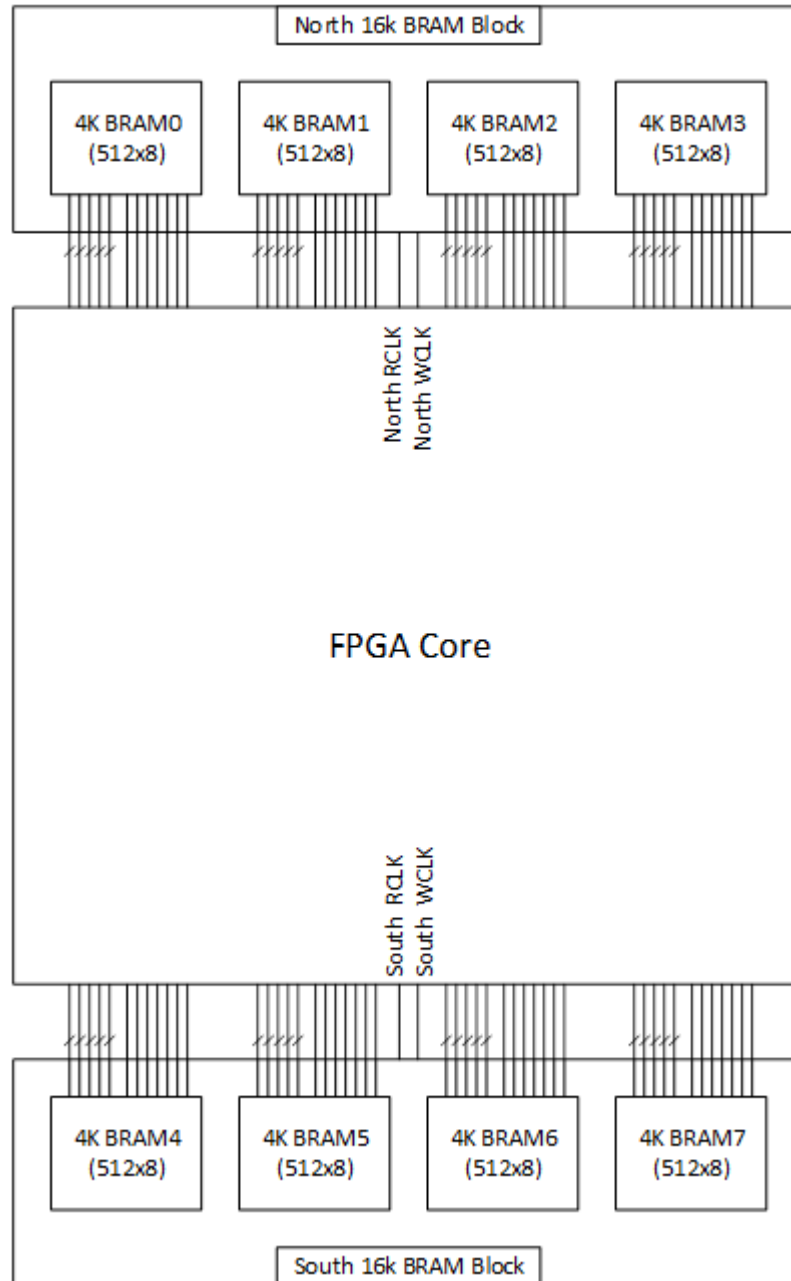 North 16k BRAM Block
4K BRAM0
(512x8)
4K BRAM1
(512x8)
4K BRAM2
(512x8)
4K BRAM3
(512x8)
North RCLK
North WCLK
FPGA Core
South RCLK
South WCLK
4K BRAM4
(512x8)
4K BRAM5
(512x8)
4K BRAM6
(512x8)
4K BRAM7
(512x8)
South 16k BRAM Block